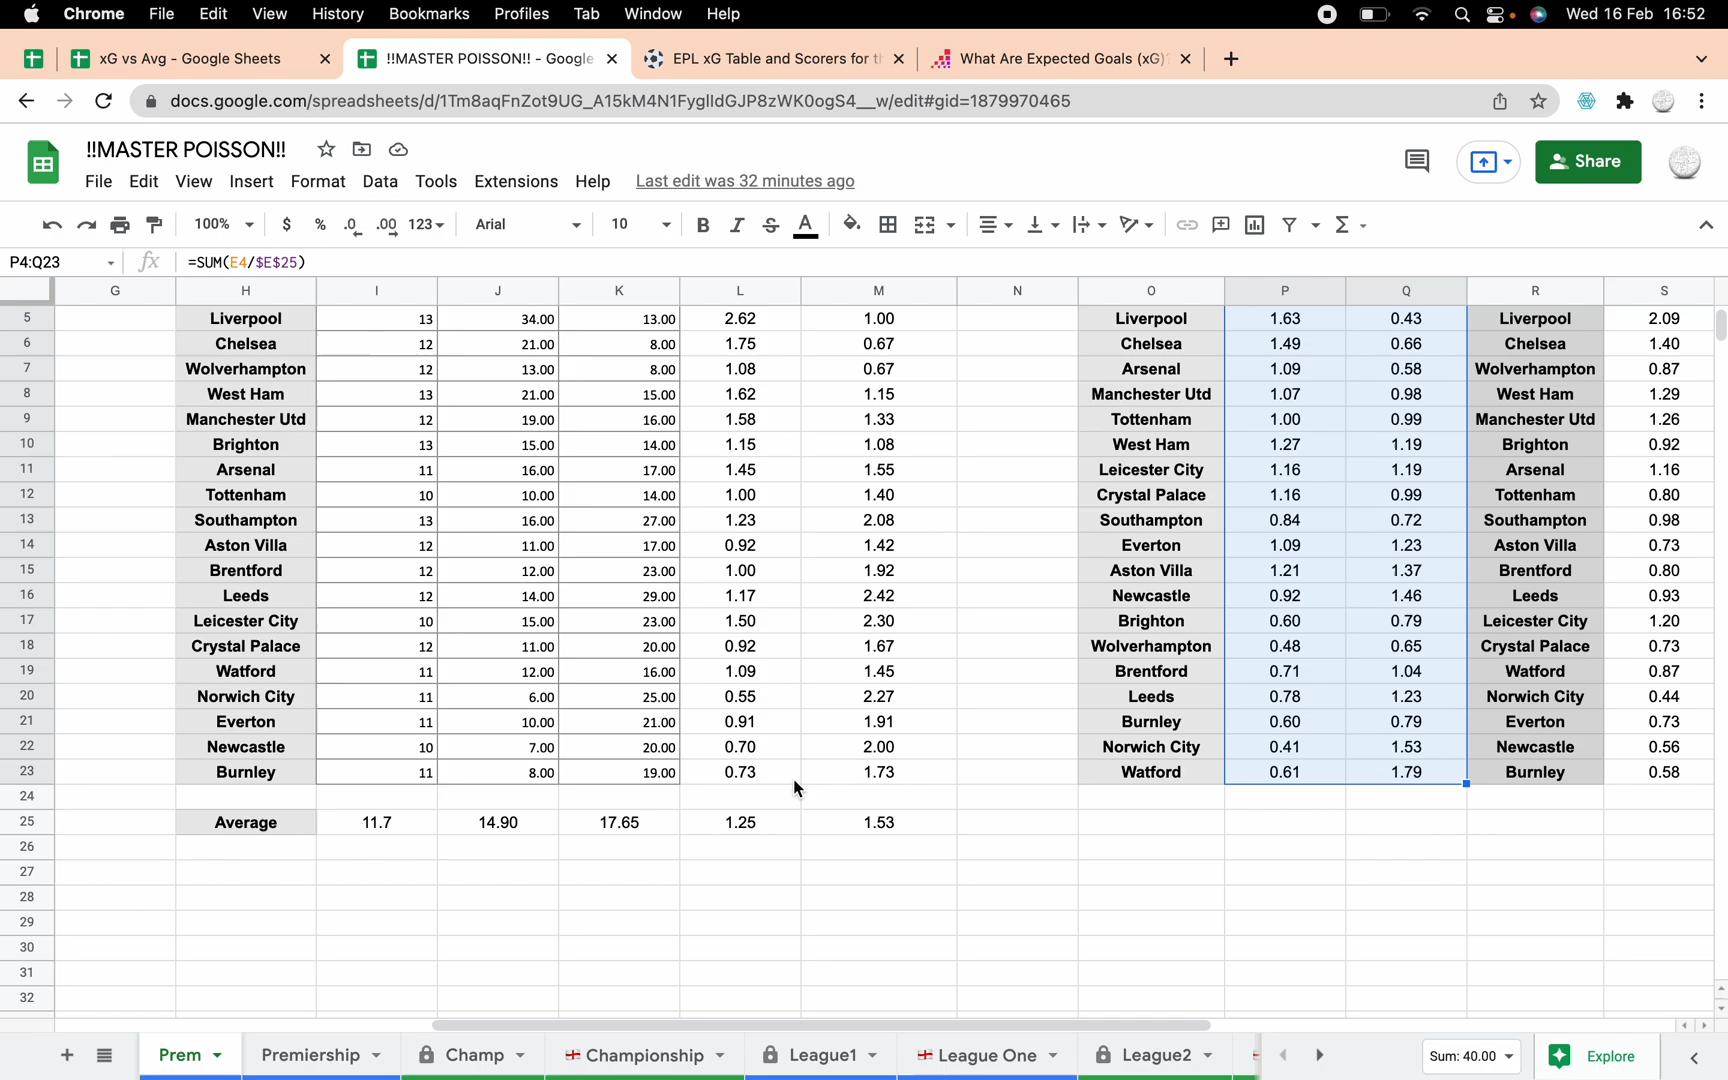 Chrome File Edit View History Bookmarks Profiles Tab Window Help Wed 16 Feb 16:52
xG vs Avg - Google Sheets !!MASTER POISSON!! - Google EPL xG Table and Scorers for t What Are Expected Goals (xG)
docs.google.com/spreadsheets/d/1Tm8aqFnZot9UG_A15kM4N1FyglIdGJP8zWK0ogS4__w/edit#gid=1879970465
!!MASTER POISSON!!
Share
File Edit View Insert Format Data Tools Extensions Help Last edit was 32 minutes ago
100% $ % .0 .00 123 Arial 10 B I S A Σ
P4:Q23 fx =SUM(E4/$E$25)
G H I J K L M N O P Q R S
5 Liverpool 13 34.00 13.00 2.62 1.00 Liverpool 1.63 0.43 Liverpool 2.09
6 Chelsea 12 21.00 8.00 1.75 0.67 Chelsea 1.49 0.66 Chelsea 1.40
7 Wolverhampton 12 13.00 8.00 1.08 0.67 Arsenal 1.09 0.58 Wolverhampton 0.87
8 West Ham 13 21.00 15.00 1.62 1.15 Manchester Utd 1.07 0.98 West Ham 1.29
9 Manchester Utd 12 19.00 16.00 1.58 1.33 Tottenham 1.00 0.99 Manchester Utd 1.26
10 Brighton 13 15.00 14.00 1.15 1.08 West Ham 1.27 1.19 Brighton 0.92
11 Arsenal 11 16.00 17.00 1.45 1.55 Leicester City 1.16 1.19 Arsenal 1.16
12 Tottenham 10 10.00 14.00 1.00 1.40 Crystal Palace 1.16 0.99 Tottenham 0.80
13 Southampton 13 16.00 27.00 1.23 2.08 Southampton 0.84 0.72 Southampton 0.98
14 Aston Villa 12 11.00 17.00 0.92 1.42 Everton 1.09 1.23 Aston Villa 0.73
15 Brentford 12 12.00 23.00 1.00 1.92 Aston Villa 1.21 1.37 Brentford 0.80
16 Leeds 12 14.00 29.00 1.17 2.42 Newcastle 0.92 1.46 Leeds 0.93
17 Leicester City 10 15.00 23.00 1.50 2.30 Brighton 0.60 0.79 Leicester City 1.20
18 Crystal Palace 12 11.00 20.00 0.92 1.67 Wolverhampton 0.48 0.65 Crystal Palace 0.73
19 Watford 11 12.00 16.00 1.09 1.45 Brentford 0.71 1.04 Watford 0.87
20 Norwich City 11 6.00 25.00 0.55 2.27 Leeds 0.78 1.23 Norwich City 0.44
21 Everton 11 10.00 21.00 0.91 1.91 Burnley 0.60 0.79 Everton 0.73
22 Newcastle 10 7.00 20.00 0.70 2.00 Norwich City 0.41 1.53 Newcastle 0.56
23 Burnley 11 8.00 19.00 0.73 1.73 Watford 0.61 1.79 Burnley 0.58
24
25 Average 11.7 14.90 17.65 1.25 1.53
26
27
28
29
30
31
32
Prem Premiership Champ Championship League1 League One League2 Sum: 40.00 Explore